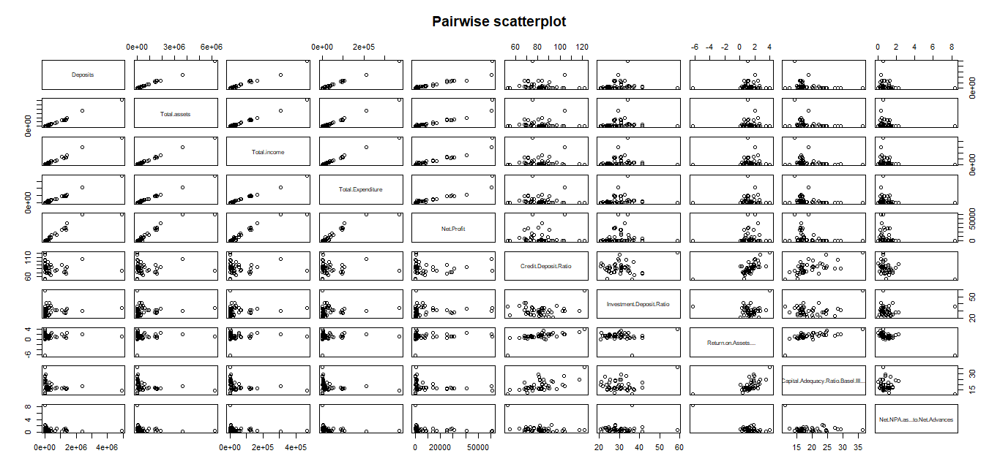 Pairwise scatterplot
0e+00 3e+06 6e+06 0e+00 2e+05 60 80 100 120 -6 -4 -2 0 2 4 0 2 4 6 8
Deposits
0e+00
Total.assets
0e+00
Total.income
0e+00
Total.Expenditure
0e+00
Net.Profit
0 50000
Credit.Deposit.Ratio
60 110
Investment.Deposit.Ratio
20 50
Return.on.Assets....
-6 0 4
Capital.Adequacy.Ratio.Basel.III...
15 30
Net.NPA.as...to.Net.Advances
0 4 8
0e+00 2e+06 4e+06 0e+00 2e+05 4e+05 0 20000 50000 20 30 40 50 60 15 20 25 30 35